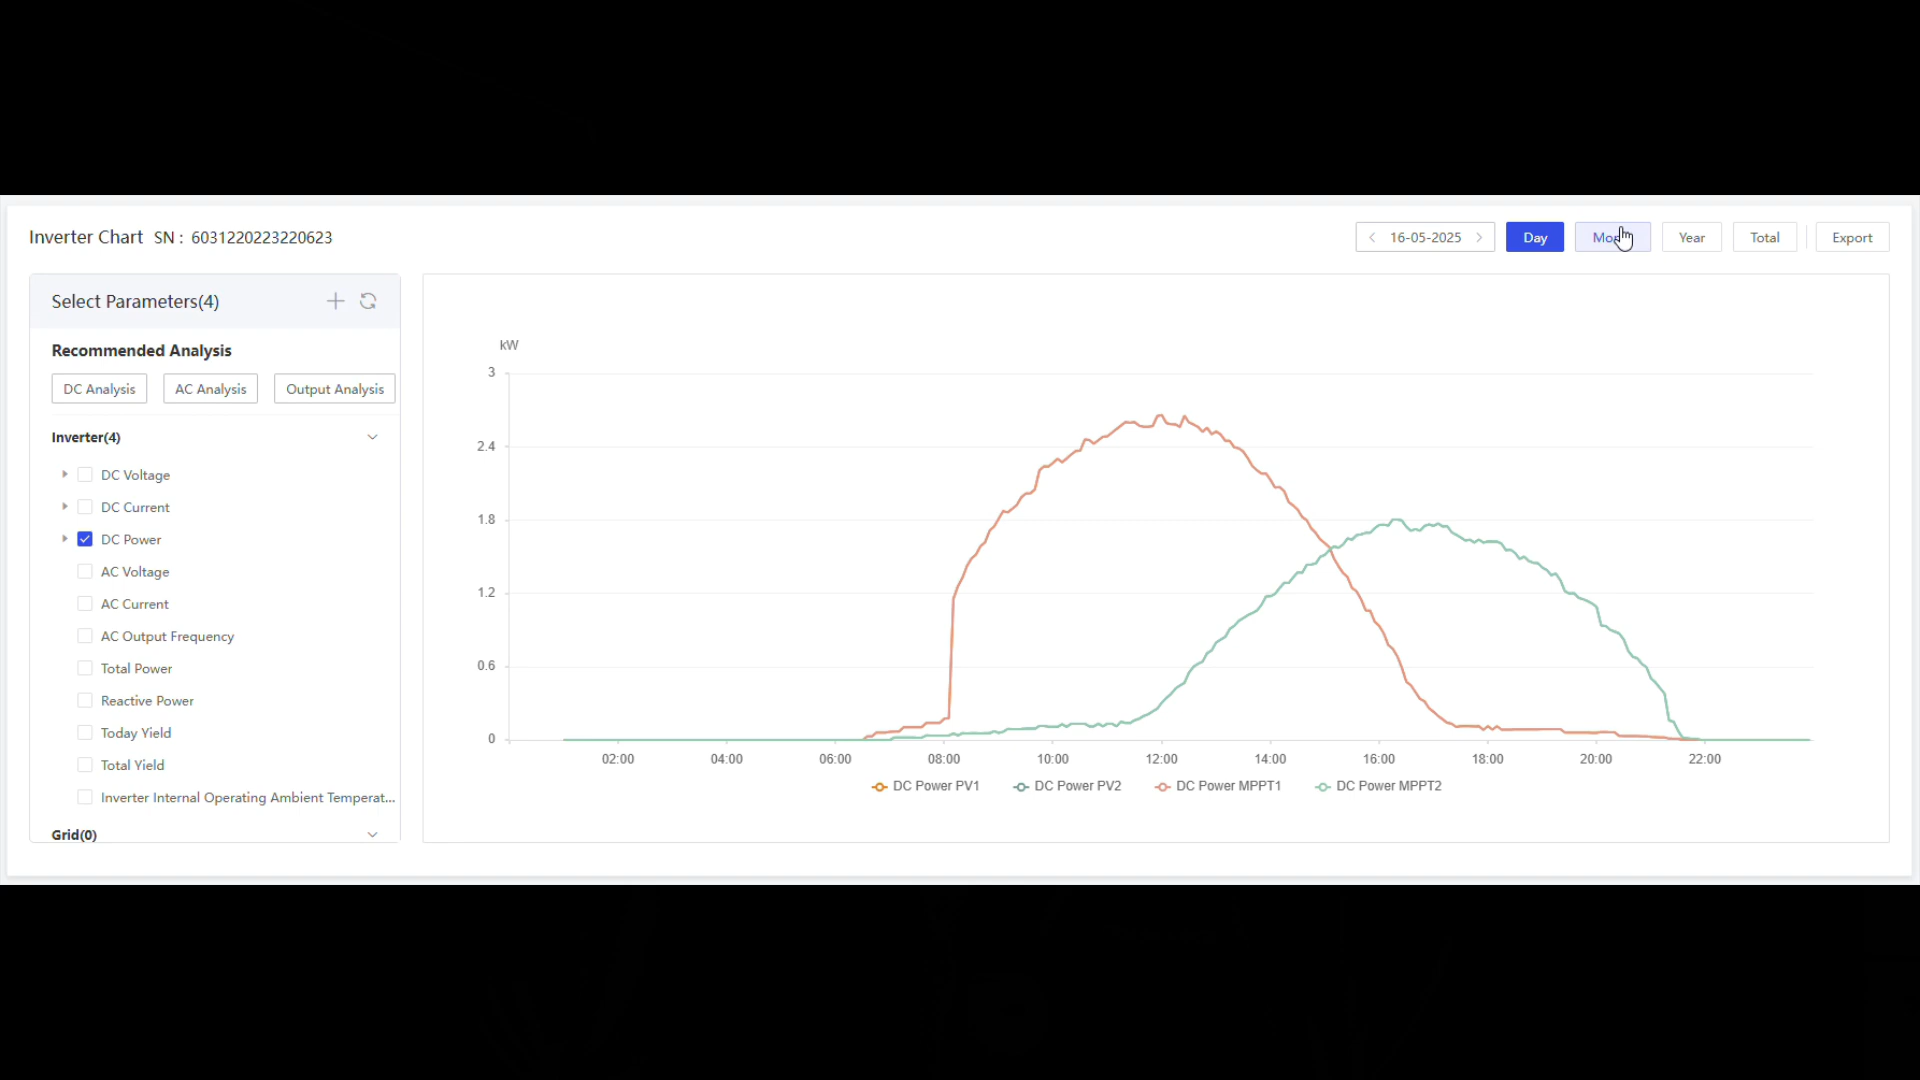 Inverter Chart SN : 6031220223220623
16-05-2025 Day Year Total Export
Select Parameters(4)
Recommended Analysis
DC Analysis AC Analysis Output Analysis
Inverter(4)
DC Voltage
DC Current
DC Power
AC Voltage
AC Current
AC Output Frequency
Total Power
Reactive Power
Today Yield
Total Yield
Inverter Internal Operating Ambient Temperat...
Grid(0)
kW
3
2.4
1.8
1.2
0.6
0
02:00 04:00 06:00 08:00 10:00 12:00 14:00 16:00 18:00 20:00 22:00
DC Power PV1 DC Power PV2 DC Power MPPT1 DC Power MPPT2